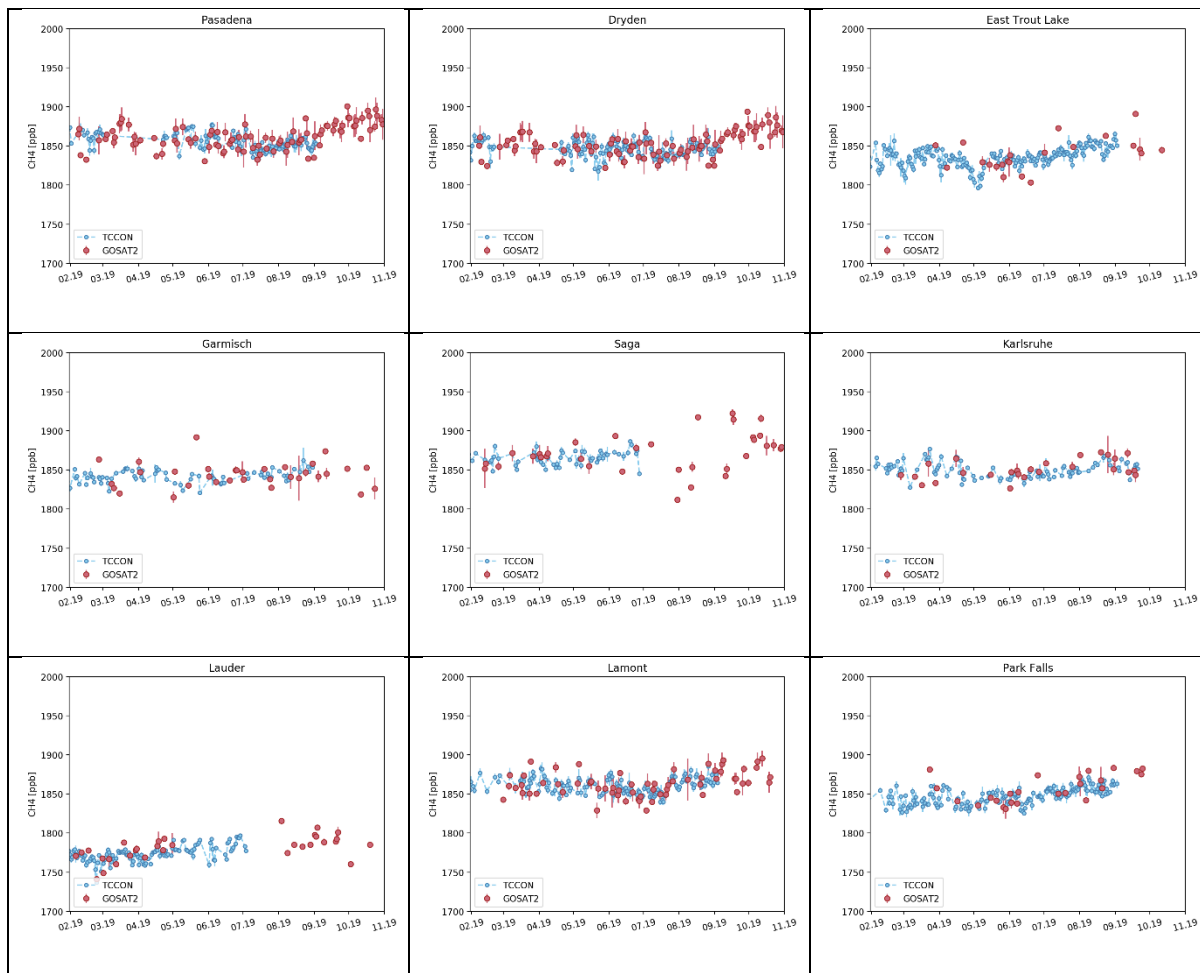 Pasadena
2000
1950
1900
1850
1800
1750
1700
CH4 [ppb]
TCCON
GOSAT2
02.19 03.19 04.19 05.19 06.19 07.19 08.19 09.19 10.19 11.19
Dryden
2000
1950
1900
1850
1800
1750
1700
CH4 [ppb]
TCCON
GOSAT2
02.19 03.19 04.19 05.19 06.19 07.19 08.19 09.19 10.19 11.19
East Trout Lake
2000
1950
1900
1850
1800
1750
1700
CH4 [ppb]
TCCON
GOSAT2
02.19 03.19 04.19 05.19 06.19 07.19 08.19 09.19 10.19 11.19
Garmisch
2000
1950
1900
1850
1800
1750
1700
CH4 [ppb]
TCCON
GOSAT2
02.19 03.19 04.19 05.19 06.19 07.19 08.19 09.19 10.19 11.19
Saga
2000
1950
1900
1850
1800
1750
1700
CH4 [ppb]
TCCON
GOSAT2
02.19 03.19 04.19 05.19 06.19 07.19 08.19 09.19 10.19 11.19
Karlsruhe
2000
1950
1900
1850
1800
1750
1700
CH4 [ppb]
TCCON
GOSAT2
02.19 03.19 04.19 05.19 06.19 07.19 08.19 09.19 10.19 11.19
Lauder
2000
1950
1900
1850
1800
1750
1700
CH4 [ppb]
TCCON
GOSAT2
02.19 03.19 04.19 05.19 06.19 07.19 08.19 09.19 10.19 11.19
Lamont
2000
1950
1900
1850
1800
1750
1700
CH4 [ppb]
TCCON
GOSAT2
02.19 03.19 04.19 05.19 06.19 07.19 08.19 09.19 10.19 11.19
Park Falls
2000
1950
1900
1850
1800
1750
1700
CH4 [ppb]
TCCON
GOSAT2
02.19 03.19 04.19 05.19 06.19 07.19 08.19 09.19 10.19 11.19